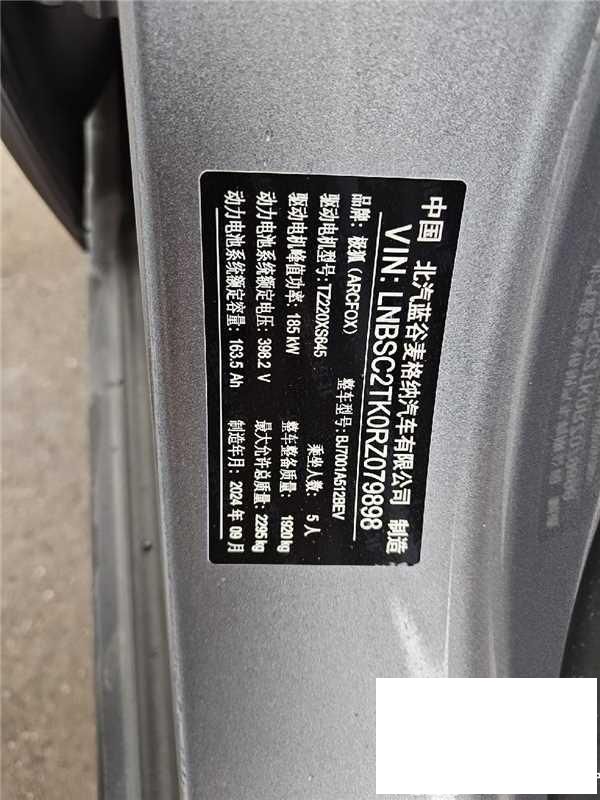 中国 北汽蓝谷麦格纳汽车有限公司 制造
VIN: LNBSC2TK0RZ079898
品牌: 极狐 (ARCFOX) 整车型号: BJ7001A512BEV
驱动电机型号: TZ220XS645 乘坐人数: 5 人
驱动电机峰值功率: 185 kW 整车整备质量: 1920 kg
动力电池系统额定电压: 398.2 V 最大允许总质量: 2295 kg
动力电池系统额定容量: 163.5 Ah 制造年月: 2024 年 09 月